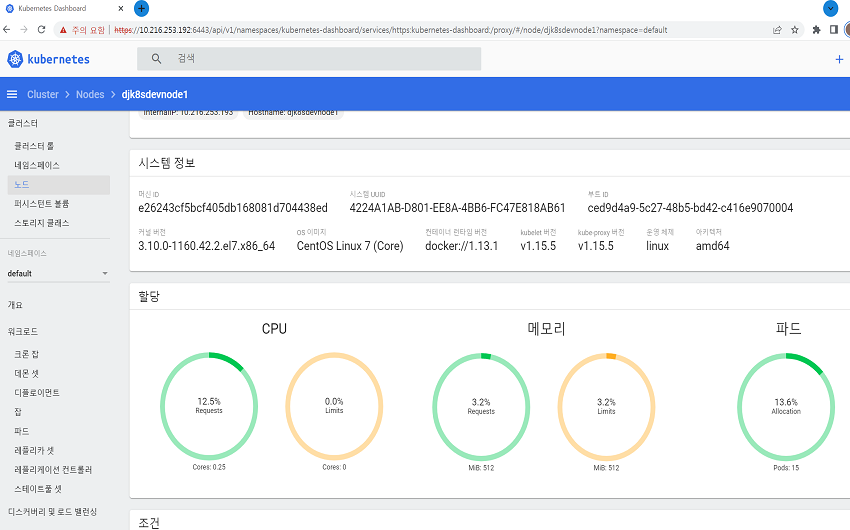 Kubernetes Dashboard
주의 요함 https://10.216.253.192:6443/api/v1/namespaces/kubernetes-dashboard/services/https:kubernetes-dashboard:/proxy/#/node/djk8sdevnode1?namespace=default
kubernetes
검색
Cluster > Nodes > djk8sdevnode1
클러스터
클러스터 롤
네임스페이스
노드
퍼시스턴트 볼륨
스토리지 클래스
네임스페이스
default
개요
워크로드
크론 잡
데몬 셋
디플로이먼트
잡
파드
레플리카 셋
레플리케이션 컨트롤러
스테이트풀 셋
디스커버리 및 로드 밸런싱
InternalIP: 10.216.253.193 Hostname: djk8sdevnode1
시스템 정보
머신 ID 시스템 UUID 부트 ID
e26243cf5bcf405db168081d704438ed 4224A1AB-D801-EE8A-4BB6-FC47E818AB61 ced9d4a9-5c27-48b5-bd42-c416e9070004
커널 버전 OS 이미지 컨테이너 런타임 버전 kubelet 버전 kube-proxy 버전 운영 체제 아키텍처
3.10.0-1160.42.2.el7.x86_64 CentOS Linux 7 (Core) docker://1.13.1 v1.15.5 v1.15.5 linux amd64
할당
CPU 메모리 파드
12.5% 0.0% 3.2% 3.2% 13.6%
Requests Limits Requests Limits Allocation
Cores: 0.25 Cores: 0 MiB: 512 MiB: 512 Pods: 15
조건